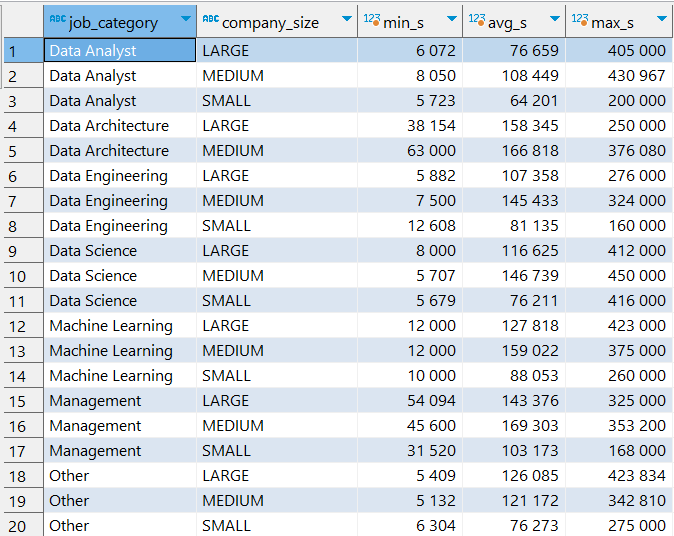 ABC job_category ABC company_size 123 min_s 123 avg_s 123 max_s
1 Data Analyst LARGE 6 072 76 659 405 000
2 Data Analyst MEDIUM 8 050 108 449 430 967
3 Data Analyst SMALL 5 723 64 201 200 000
4 Data Architecture LARGE 38 154 158 345 250 000
5 Data Architecture MEDIUM 63 000 166 818 376 080
6 Data Engineering LARGE 5 882 107 358 276 000
7 Data Engineering MEDIUM 7 500 145 433 324 000
8 Data Engineering SMALL 12 608 81 135 160 000
9 Data Science LARGE 8 000 116 625 412 000
10 Data Science MEDIUM 5 707 146 739 450 000
11 Data Science SMALL 5 679 76 211 416 000
12 Machine Learning LARGE 12 000 127 818 423 000
13 Machine Learning MEDIUM 12 000 159 022 375 000
14 Machine Learning SMALL 10 000 88 053 260 000
15 Management LARGE 54 094 143 376 325 000
16 Management MEDIUM 45 600 169 303 353 200
17 Management SMALL 31 520 103 173 168 000
18 Other LARGE 5 409 126 085 423 834
19 Other MEDIUM 5 132 121 172 342 810
20 Other SMALL 6 304 76 273 275 000